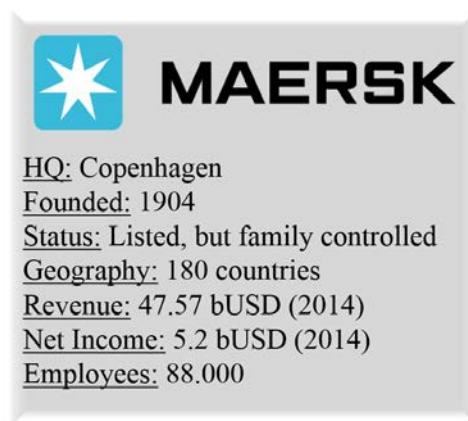 MAERSK
HQ: Copenhagen
Founded: 1904
Status: Listed, but family controlled
Geography: 180 countries
Revenue: 47.57 bUSD (2014)
Net Income: 5.2 bUSD (2014)
Employees: 88.000